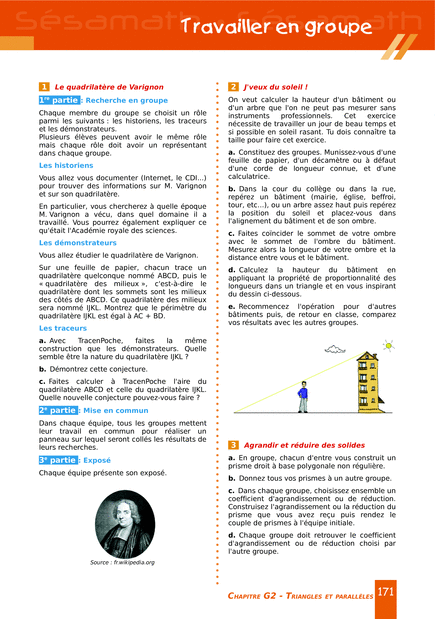 Sésamath
Sésamath
Travailler en groupe
1 Le quadrilatère de Varignon
1re partie : Recherche en groupe
Chaque membre du groupe se choisit un rôle
parmi les suivants : les historiens, les traceurs
et les démonstrateurs.
Plusieurs élèves peuvent avoir le même rôle
mais chaque rôle doit avoir un représentant
dans chaque groupe.
Les historiens
Vous allez vous documenter (Internet, le CDI...)
pour trouver des informations sur M. Varignon
et sur son quadrilatère.
En particulier, vous chercherez à quelle époque
M. Varignon a vécu, dans quel domaine il a
travaillé. Vous pourrez également expliquer ce
qu'était l'Académie royale des sciences.
Les démonstrateurs
Vous allez étudier le quadrilatère de Varignon.
Sur une feuille de papier, chacun trace un
quadrilatère quelconque nommé ABCD, puis le
« quadrilatère des milieux », c'est-à-dire le
quadrilatère dont les sommets sont les milieux
des côtés de ABCD. Ce quadrilatère des milieux
sera nommé IJKL. Montrez que le périmètre du
quadrilatère IJKL est égal à AC + BD.
Les traceurs
a. Avec TracenPoche, faites la même
construction que les démonstrateurs. Quelle
semble être la nature du quadrilatère IJKL ?
b. Démontrez cette conjecture.
c. Faites calculer à TracenPoche l'aire du
quadrilatère ABCD et celle du quadrilatère IJKL.
Quelle nouvelle conjecture pouvez-vous faire ?
2e partie : Mise en commun
Dans chaque équipe, tous les groupes mettent
leur travail en commun pour réaliser un
panneau sur lequel seront collés les résultats de
leurs recherches.
3e partie : Exposé
Chaque équipe présente son exposé.
Source : fr.wikipedia.org
2 J'veux du soleil !
On veut calculer la hauteur d'un bâtiment ou
d'un arbre que l'on ne peut pas mesurer sans
instruments professionnels. Cet exercice
nécessite de travailler un jour de beau temps et
si possible en soleil rasant. Tu dois connaître ta
taille pour faire cet exercice.
a. Constituez des groupes. Munissez-vous d'une
feuille de papier, d'un décamètre ou à défaut
d'une corde de longueur connue, et d'une
calculatrice.
b. Dans la cour du collège ou dans la rue,
repérez un bâtiment (mairie, église, beffroi,
tour, etc...), ou un arbre assez haut puis repérez
la position du soleil et placez-vous dans
l'alignement du bâtiment et de son ombre.
c. Faites coïncider le sommet de votre ombre
avec le sommet de l'ombre du bâtiment.
Mesurez alors la longueur de votre ombre et la
distance entre vous et le bâtiment.
d. Calculez la hauteur du bâtiment en
appliquant la propriété de proportionnalité des
longueurs dans un triangle et en vous inspirant
du dessin ci-dessous.
e. Recommencez l'opération pour d'autres
bâtiments puis, de retour en classe, comparez
vos résultats avec les autres groupes.
3 Agrandir et réduire des solides
a. En groupe, chacun d'entre vous construit un
prisme droit à base polygonale non régulière.
b. Donnez tous vos prismes à un autre groupe.
c. Dans chaque groupe, choisissez ensemble un
coefficient d'agrandissement ou de réduction.
Construisez l'agrandissement ou la réduction du
prisme que vous avez reçu puis rendez le
couple de prismes à l'équipe initiale.
d. Chaque groupe doit retrouver le coefficient
d'agrandissement ou de réduction choisi par
l'autre groupe.
Chapitre G2 - Triangles et parallèles 171